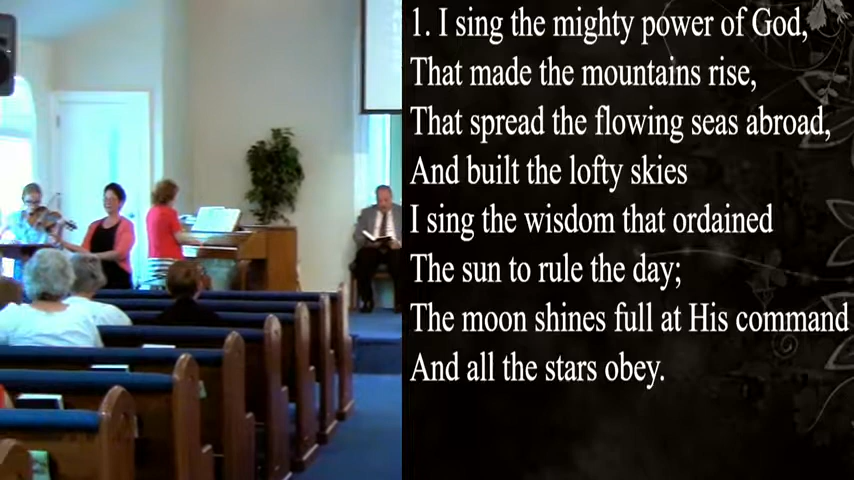 1. I sing the mighty power of God,
That made the mountains rise,
That spread the flowing seas abroad,
And built the lofty skies
I sing the wisdom that ordained
The sun to rule the day;
The moon shines full at His command
And all the stars obey.